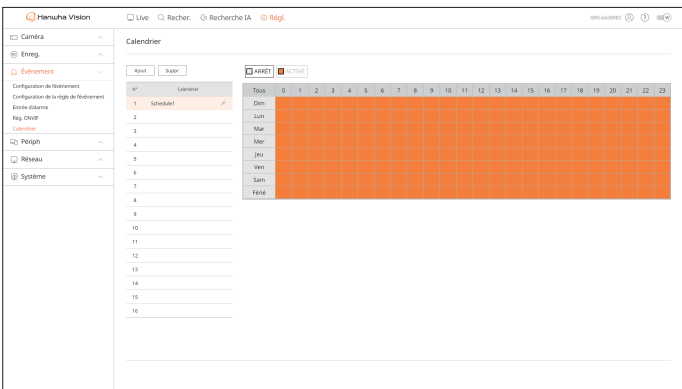 Hanwha Vision
Live Recher. Recherche IA Régl.
XRN-6420RB2
Caméra
Enreg.
Événement
Configuration de l'événement
Configuration de la règle de l'événement
Entrée d'alarme
Rég. ONVIF
Calendrier
Périph
Réseau
Système
Calendrier
Ajout Suppr
N° Calendrier
1 Schedule1
2
3
4
5
6
7
8
9
10
11
12
13
14
15
16
ARRÊT ACTIVÉ
Tous 0 1 2 3 4 5 6 7 8 9 10 11 12 13 14 15 16 17 18 19 20 21 22 23
Dim
Lun
Mar
Mer
Jeu
Ven
Sam
Férié